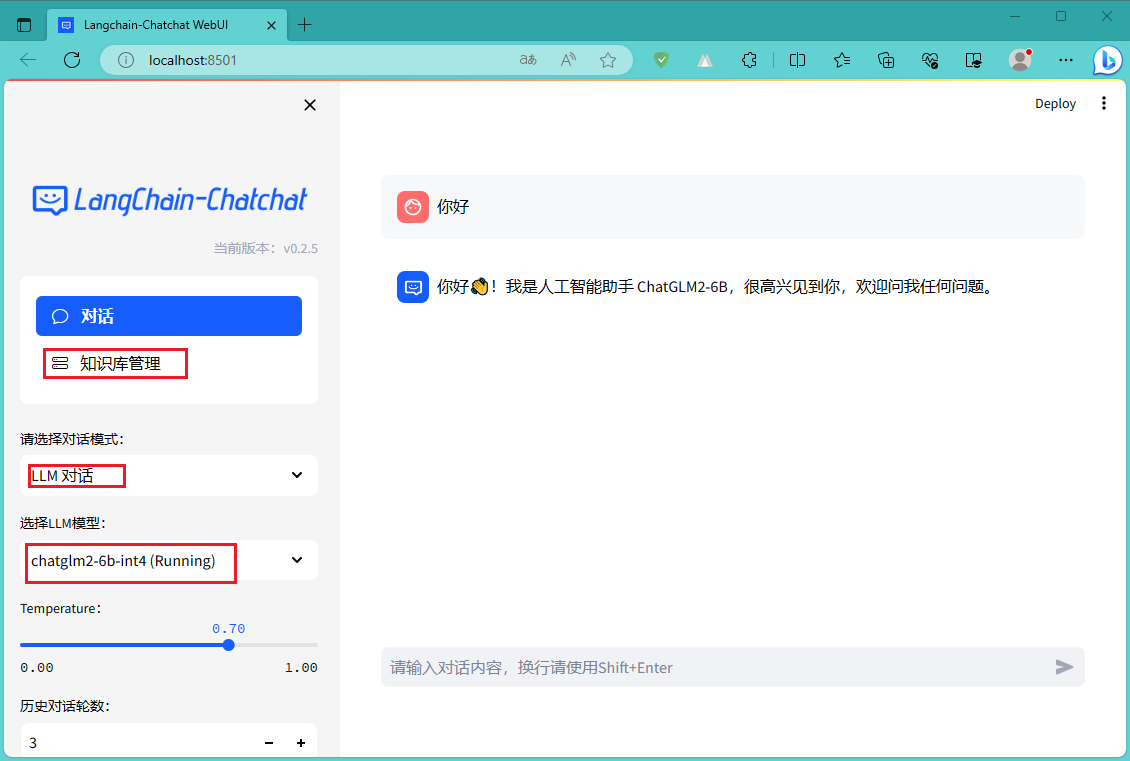 Langchain-Chatchat WebUI
localhost:8501
aあ
Deploy
LangChain-Chatchat
当前版本：v0.2.5
对话
知识库管理
请选择对话模式：
LLM 对话
选择LLM模型：
chatglm2-6b-int4 (Running)
Temperature：
0.70
0.00
1.00
历史对话轮数：
3
你好
你好👋！我是人工智能助手 ChatGLM2-6B，很高兴见到你，欢迎问我任何问题。
请输入对话内容，换行请使用Shift+Enter